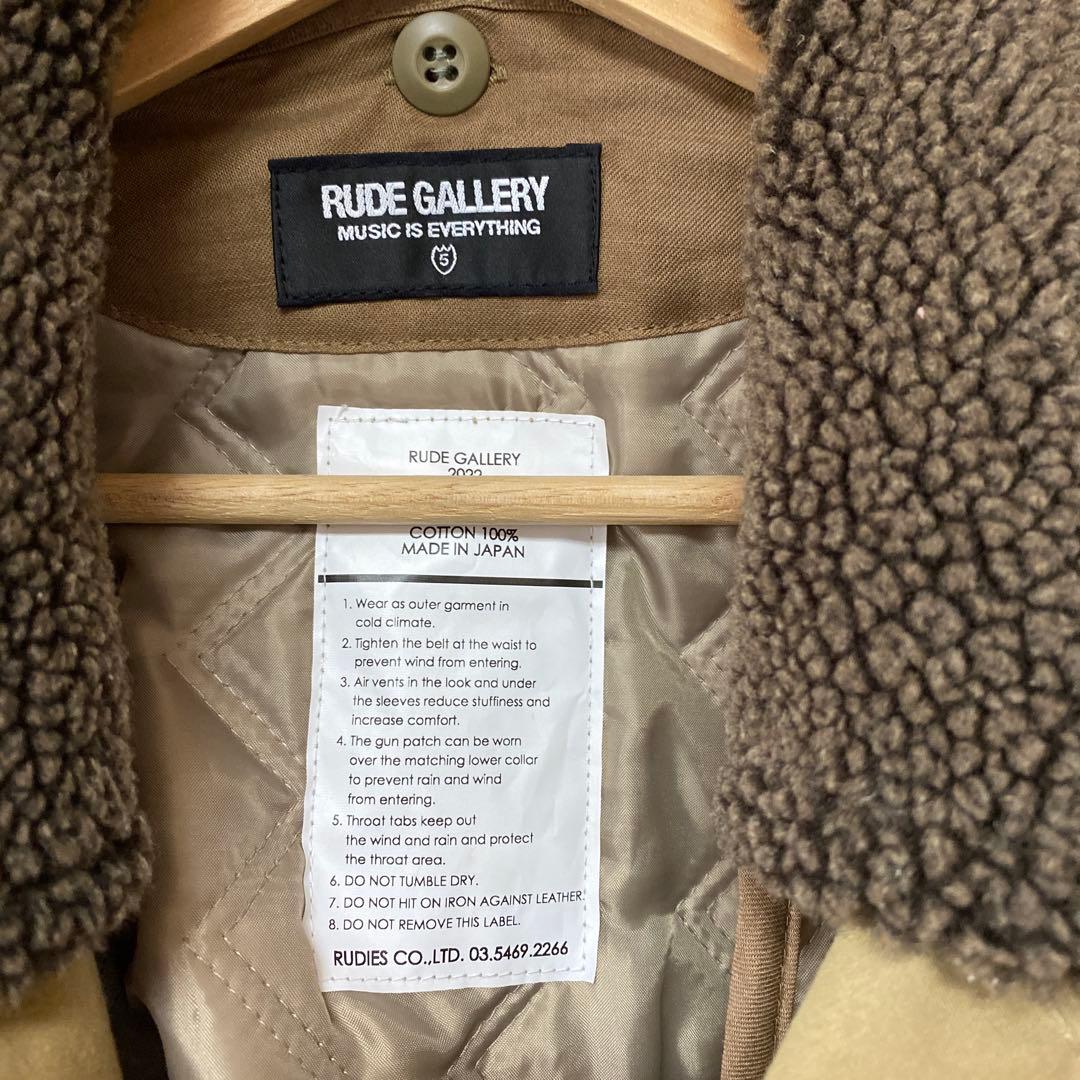 RUDE GALLERY
MUSIC IS EVERYTHING
5
RUDE GALLERY
2022
COTTON 100%
MADE IN JAPAN
1. Wear as outer garment in
cold climate.
2. Tighten the belt at the waist to
prevent wind from entering.
3. Air vents in the look and under
the sleeves reduce stuffiness and
increase comfort.
4. The gun patch can be worn
over the matching lower collar
to prevent rain and wind
from entering.
5. Throat tabs keep out
the wind and rain and protect
the throat area.
6. DO NOT TUMBLE DRY.
7. DO NOT HIT ON IRON AGAINST LEATHER.
8. DO NOT REMOVE THIS LABEL.
RUDIES CO.,LTD. 03.5469.2266